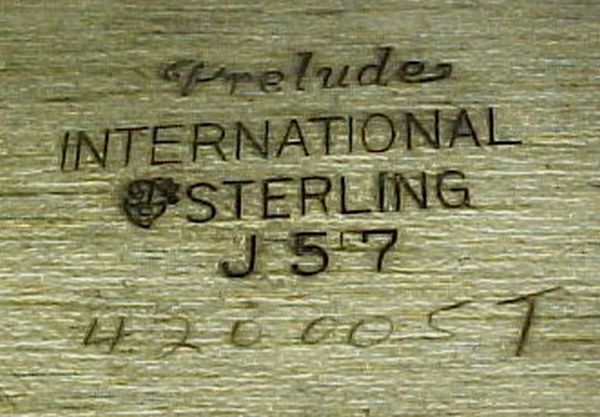 Prelude
INTERNATIONAL
STERLING
J 57
420005T